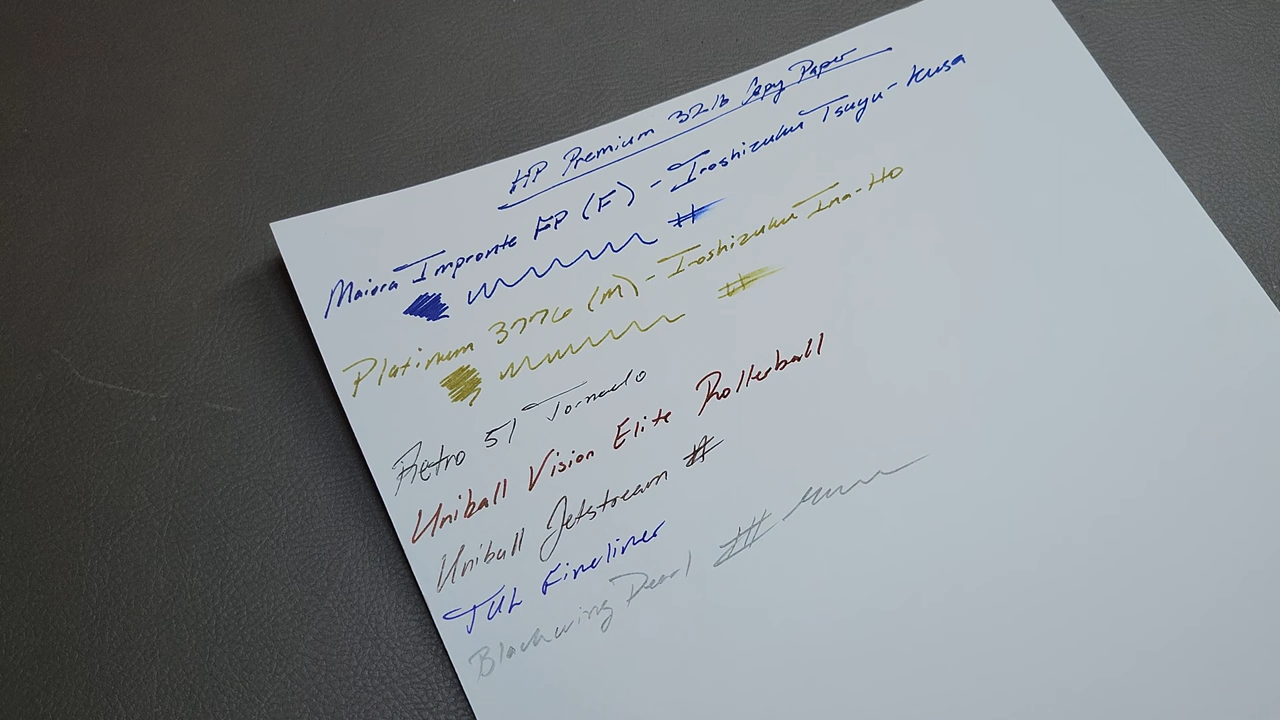 HP Premium 32lb Copy Paper
Maiora Impronte FP (F) - Iroshizuku Tsuyu-Kusa
#
Platinum 3776 (M) - Iroshizuku Ina-Ho
#
Retro 51 Tornado
Uniball Vision Elite Rollerball
Uniball Jetstream #
TUL Fineliner
Blackwing Pearl #